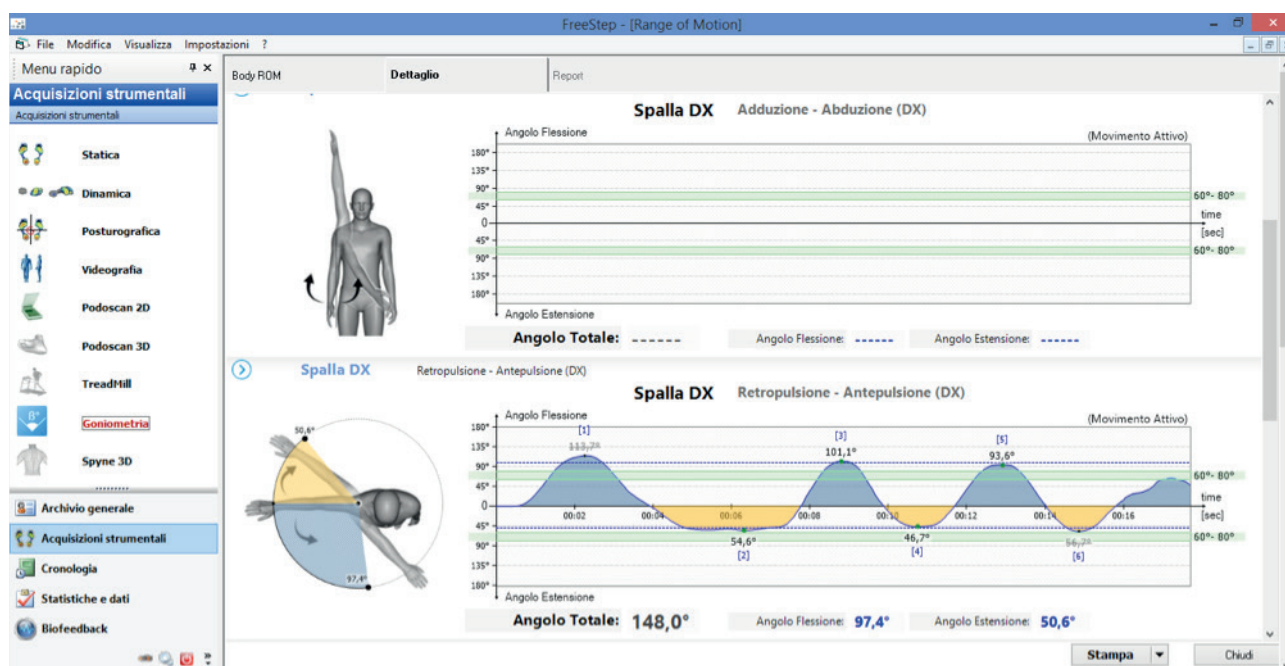 FreeStep - [Range of Motion]
File Modifica Visualizza Impostazioni ?
Menu rapido
Acquisizioni strumentali
Acquisizioni strumentali
Statica
Dinamica
Posturografica
Videografia
Podoscan 2D
Podoscan 3D
TreadMill
8°
Goniometria
Spyne 3D
Archivio generale
Acquisizioni strumentali
Cronologia
Statistiche e dati
Biofeedback
Body ROM Dettaglio Report
Spalla DX Adduzione - Abduzione (DX)
Angolo Flessione
(Movimento Attivo)
180°
135°
90°
60°- 80°
45°
time
0
[sec]
45°
60°- 80°
90°
135°
180°
Angolo Estensione
Angolo Totale: ------ Angolo Flessione: ------ Angolo Estensione: ------
Spalla DX Retropulsione - Antepulsione (DX)
50,6°
97,4°
Spalla DX Retropulsione - Antepulsione (DX)
Angolo Flessione
(Movimento Attivo)
180°
[1]
[3]
[5]
135°
113,7°
101,1°
93,6°
90°
60°- 80°
45°
time
0
00:02 00:04 00:06 00:08 00:10 00:12 00:14 00:16
[sec]
45°
54,6°
46,7°
56,7°
60°- 80°
90°
[2]
[4]
[6]
135°
180°
Angolo Estensione
Angolo Totale: 148,0° Angolo Flessione: 97,4° Angolo Estensione: 50,6°
Stampa Chiudi